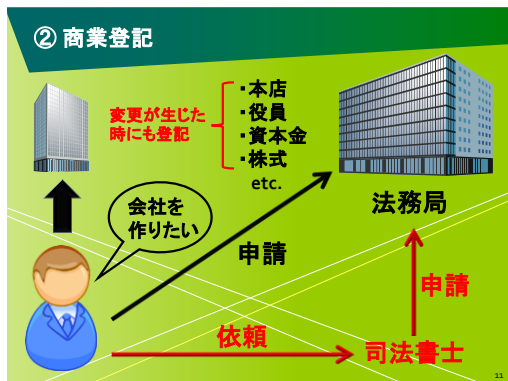 ② 商業登記
変更が生じた
時にも登記
・本店
・役員
・資本金
・株式
etc.
法務局
会社を
作りたい
申請
申請
依頼
司法書士
11